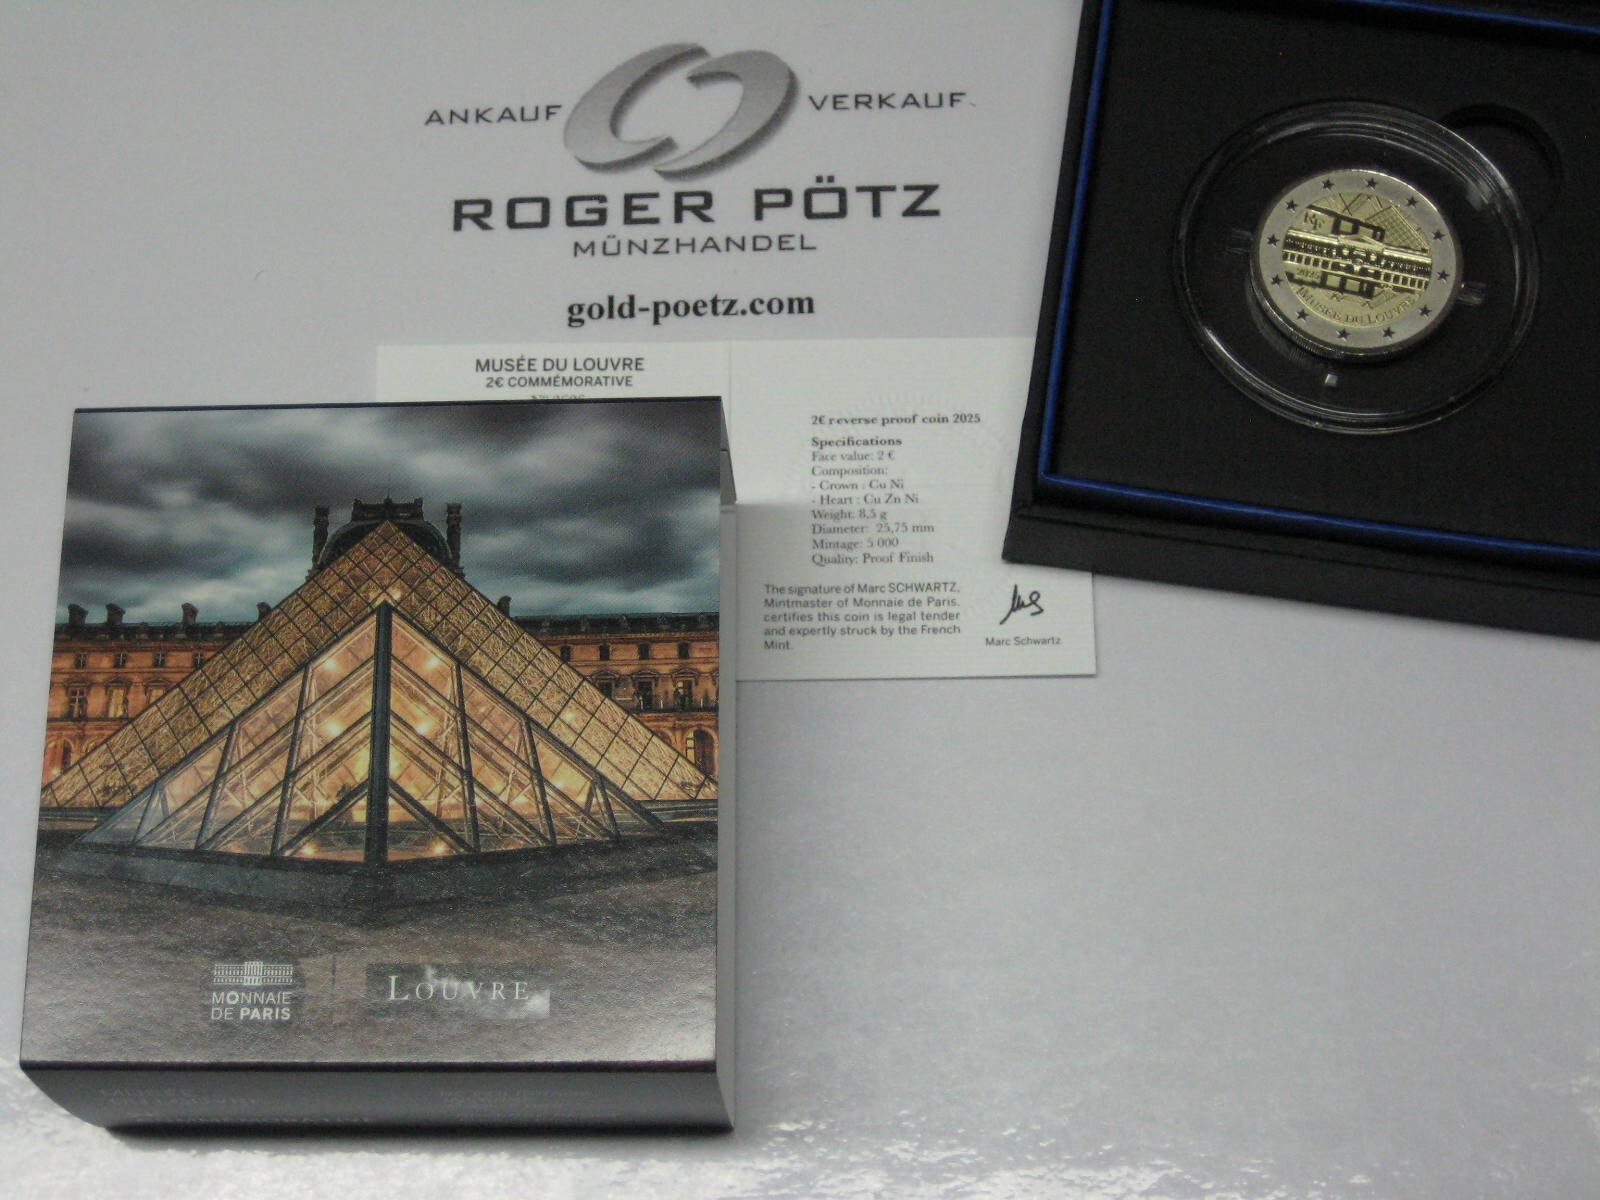 ANKAUF VERKAUF
ROGER PÖTZ
MÜNZHANDEL
gold-poetz.com
MUSÉE DU LOUVRE
2€ COMMÉMORATIVE
2€ reverse proof coin 2025
Specifications
Face value: 2 €
Composition:
- Crown : Cu Ni
- Heart : Cu Zn Ni
Weight: 8,5 g
Diameter: 25,75 mm
Mintage: 5 000
Quality: Proof Finish
The signature of Marc SCHWARTZ,
Mintmaster of Monnaie de Paris,
certifies this coin is legal tender
and expertly struck by the French
Mint.
Marc Schwartz
RF
2025
MUSÉE DU LOUVRE
MONNAIE
DE PARIS
LOUVRE